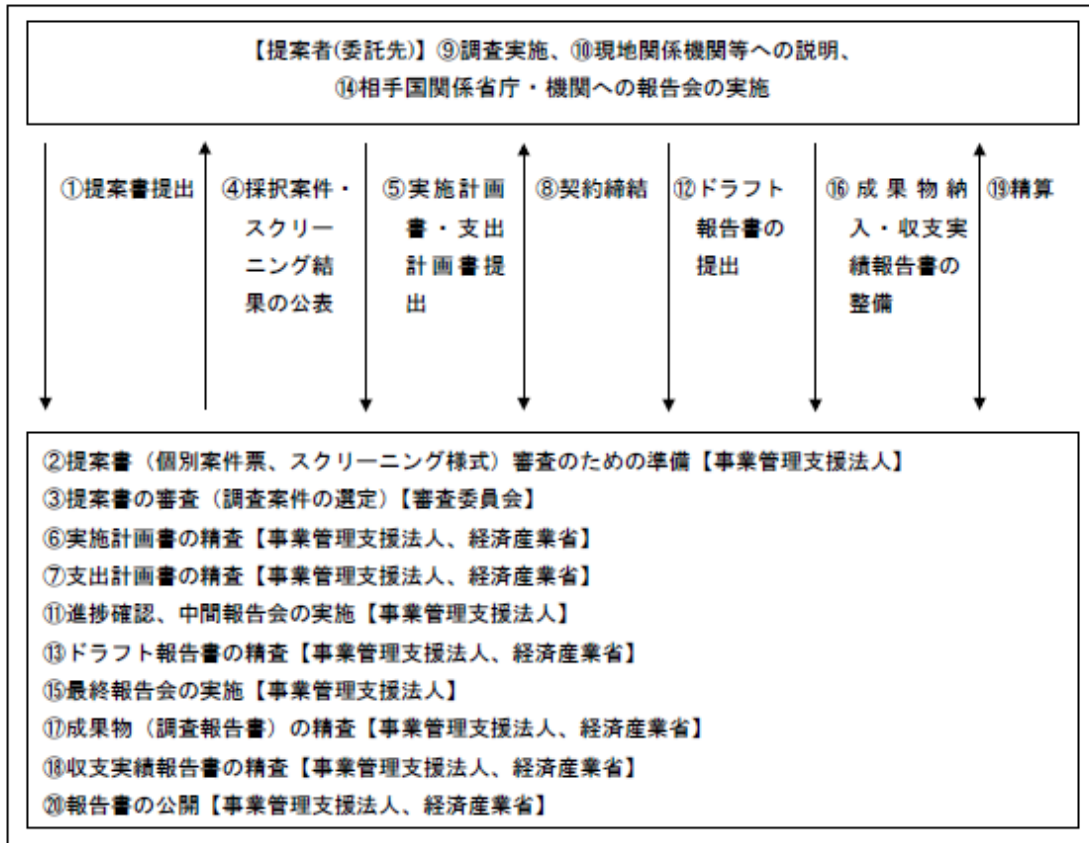 【提案者(委託先)】⑨調査実施、⑩現地関係機関等への説明、
⑭相手国関係省庁・機関への報告会の実施
①提案書提出
④採択案件・
スクリー
ニング結
果の公表
⑤実施計画
書・支出
計画書提
出
⑧契約締結
⑫ドラフト
報告書の
提出
⑯成果物納
入・収支実
績報告書の
整備
⑲精算
②提案書（個別案件票、スクリーニング様式）審査のための準備【事業管理支援法人】
③提案書の審査（調査案件の選定）【審査委員会】
⑥実施計画書の精査【事業管理支援法人、経済産業省】
⑦支出計画書の精査【事業管理支援法人、経済産業省】
⑪進捗確認、中間報告会の実施【事業管理支援法人】
⑬ドラフト報告書の精査【事業管理支援法人、経済産業省】
⑮最終報告会の実施【事業管理支援法人】
⑰成果物（調査報告書）の精査【事業管理支援法人、経済産業省】
⑱収支実績報告書の精査【事業管理支援法人、経済産業省】
⑳報告書の公開【事業管理支援法人、経済産業省】